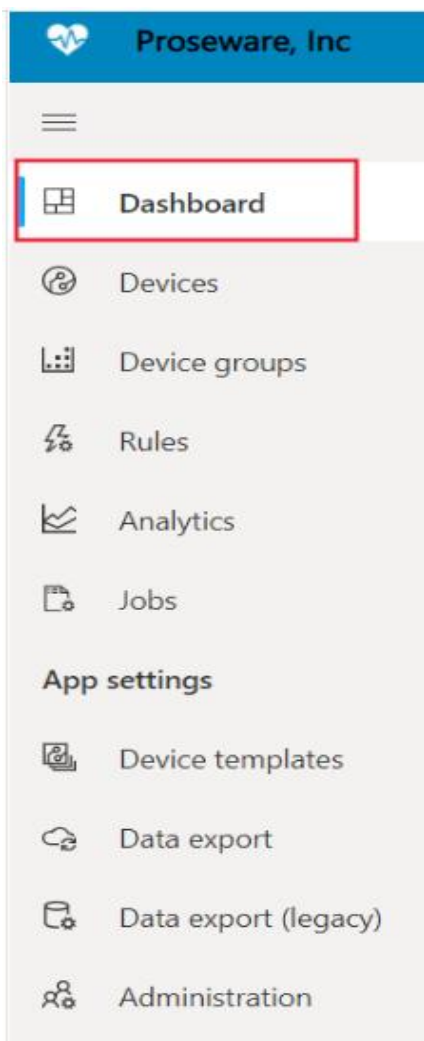 Proseware, Inc
Dashboard
Devices
Device groups
Rules
Analytics
Jobs
App settings
Device templates
Data export
Data export (legacy)
Administration